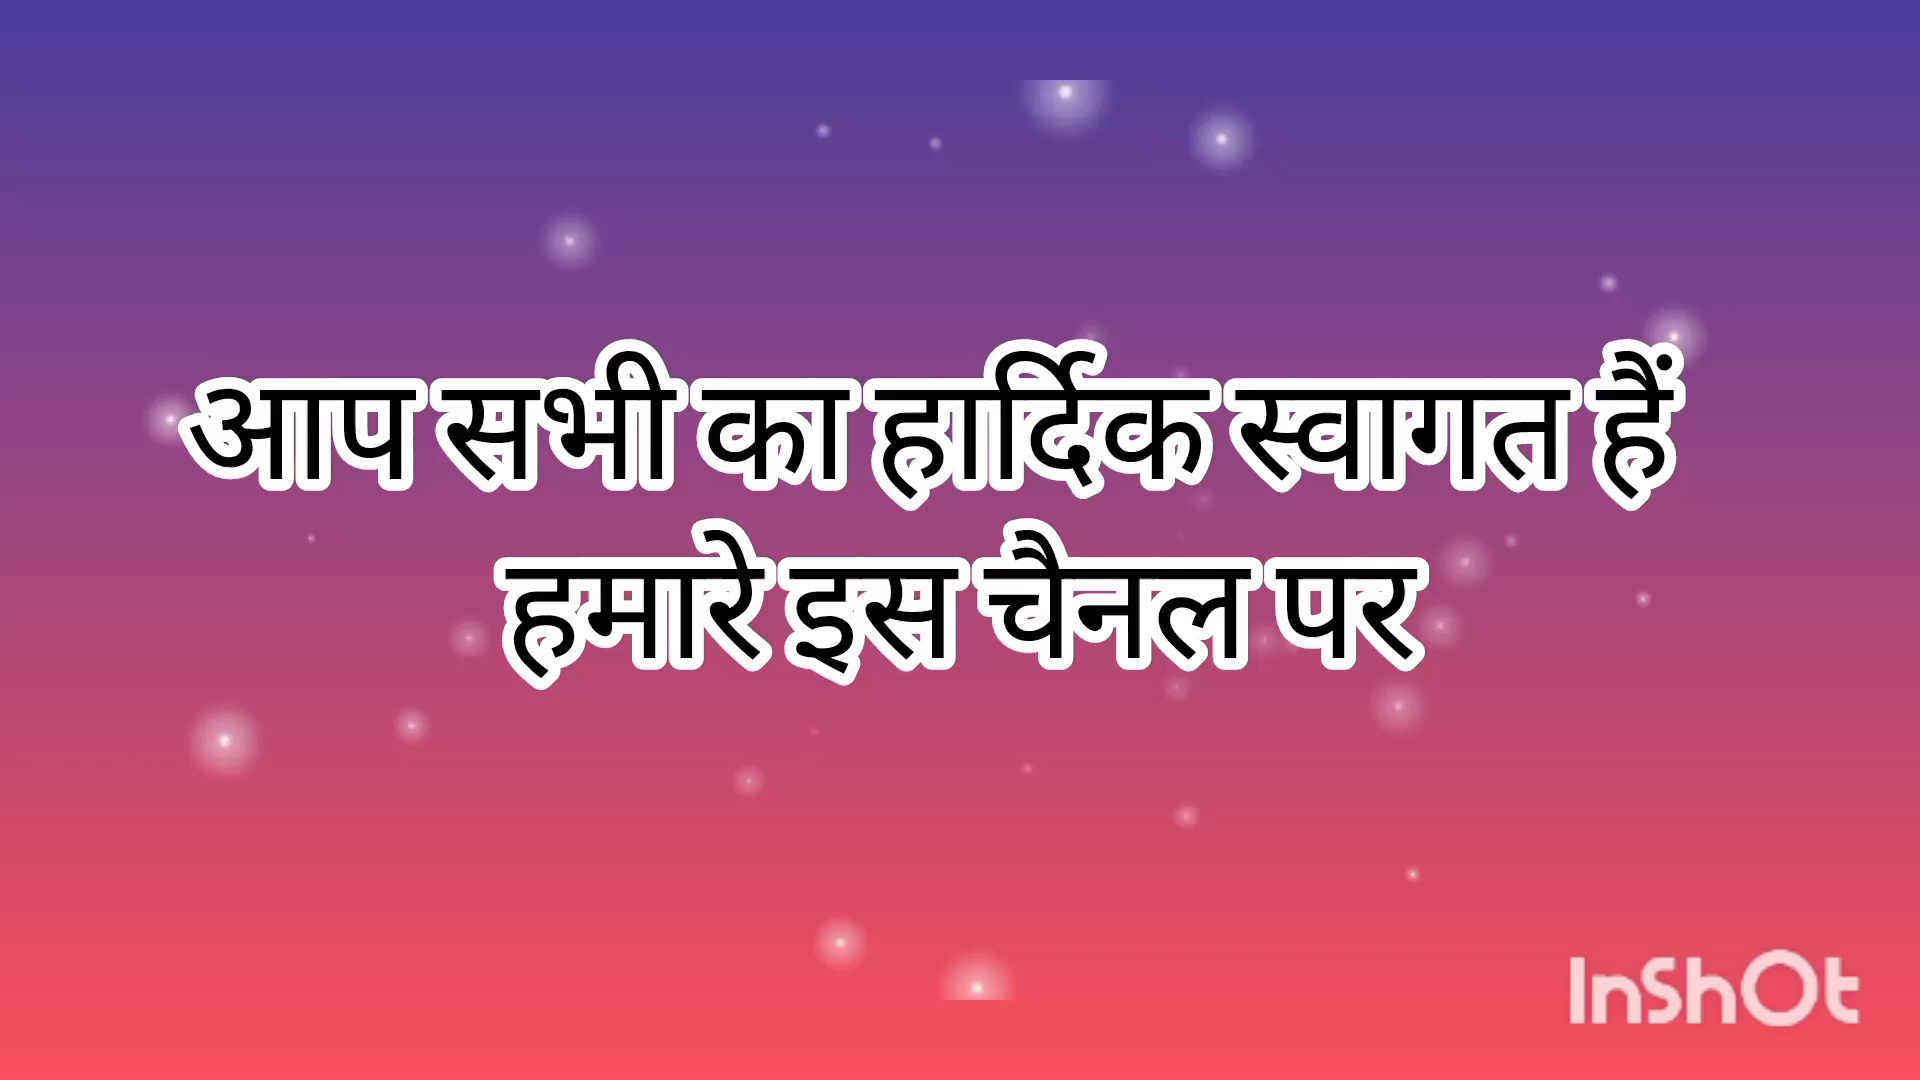 आप सभी का हार्दिक स्वागत हैं
हमारे इस चैनल पर
InShOt